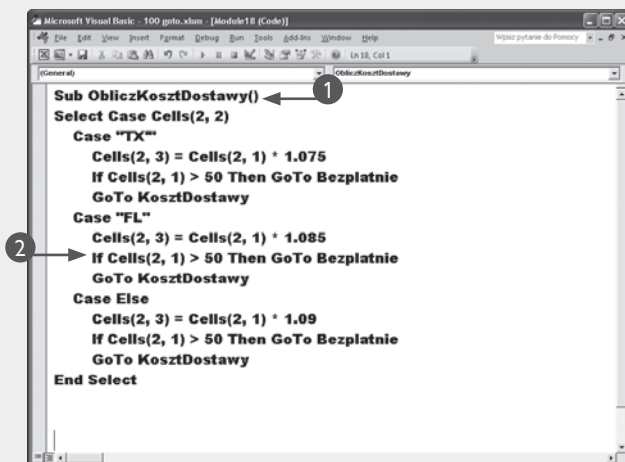 Microsoft Visual Basic - 100 goto.xlsm - [Module18 (Code)]
File Edit View Insert Format Debug Run Tools Add-Ins Window Help Wpisz pytanie do Pomocy
Ln 18, Col 1
(General) ObliczKosztDostawy
Sub ObliczKosztDostawy() 1
Select Case Cells(2, 2)
Case "TX'"
Cells(2, 3) = Cells(2, 1) * 1.075
If Cells(2, 1) > 50 Then GoTo Bezplatnie
GoTo KosztDostawy
Case "FL"
Cells(2, 3) = Cells(2, 1) * 1.085
2 If Cells(2, 1) > 50 Then GoTo Bezplatnie
GoTo KosztDostawy
Case Else
Cells(2, 3) = Cells(2, 1) * 1.09
If Cells(2, 1) > 50 Then GoTo Bezplatnie
GoTo KosztDostawy
End Select